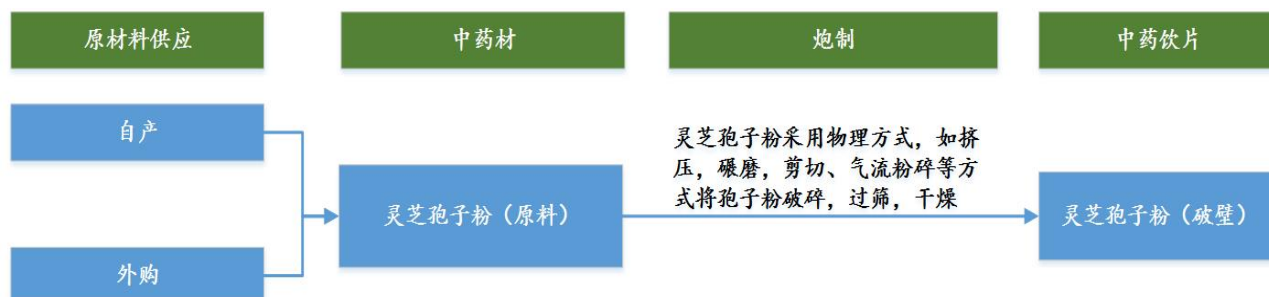 原材料供应
中药材
炮制
中药饮片
自产
外购
灵芝孢子粉（原料）
灵芝孢子粉采用物理方式，如挤
压，碾磨，剪切、气流粉碎等方
式将孢子粉破碎，过筛，干燥
灵芝孢子粉（破壁）